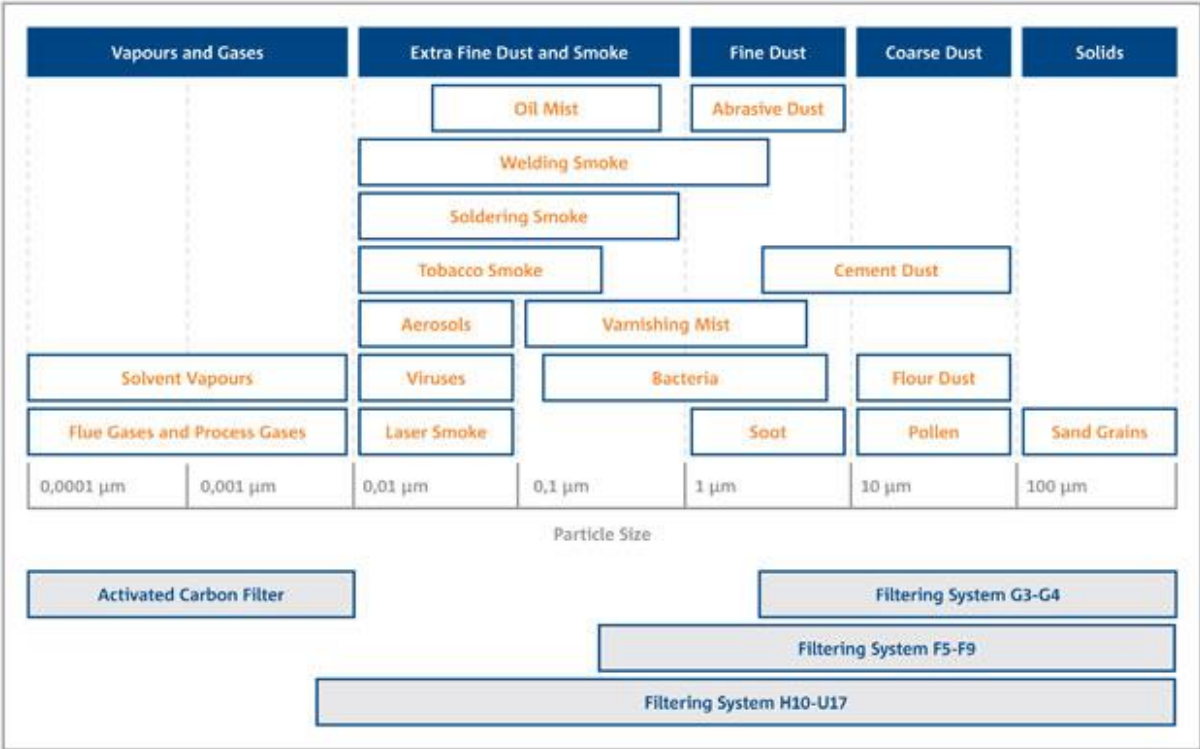 Vapours and Gases
Extra Fine Dust and Smoke
Fine Dust
Coarse Dust
Solids
Oil Mist
Abrasive Dust
Welding Smoke
Soldering Smoke
Tobacco Smoke
Cement Dust
Aerosols
Varnishing Mist
Solvent Vapours
Viruses
Bacteria
Flour Dust
Flue Gases and Process Gases
Laser Smoke
Soot
Pollen
Sand Grains
0,0001 µm
0,001 µm
0,01 µm
0,1 µm
1 µm
10 µm
100 µm
Particle Size
Activated Carbon Filter
Filtering System G3-G4
Filtering System F5-F9
Filtering System H10-U17